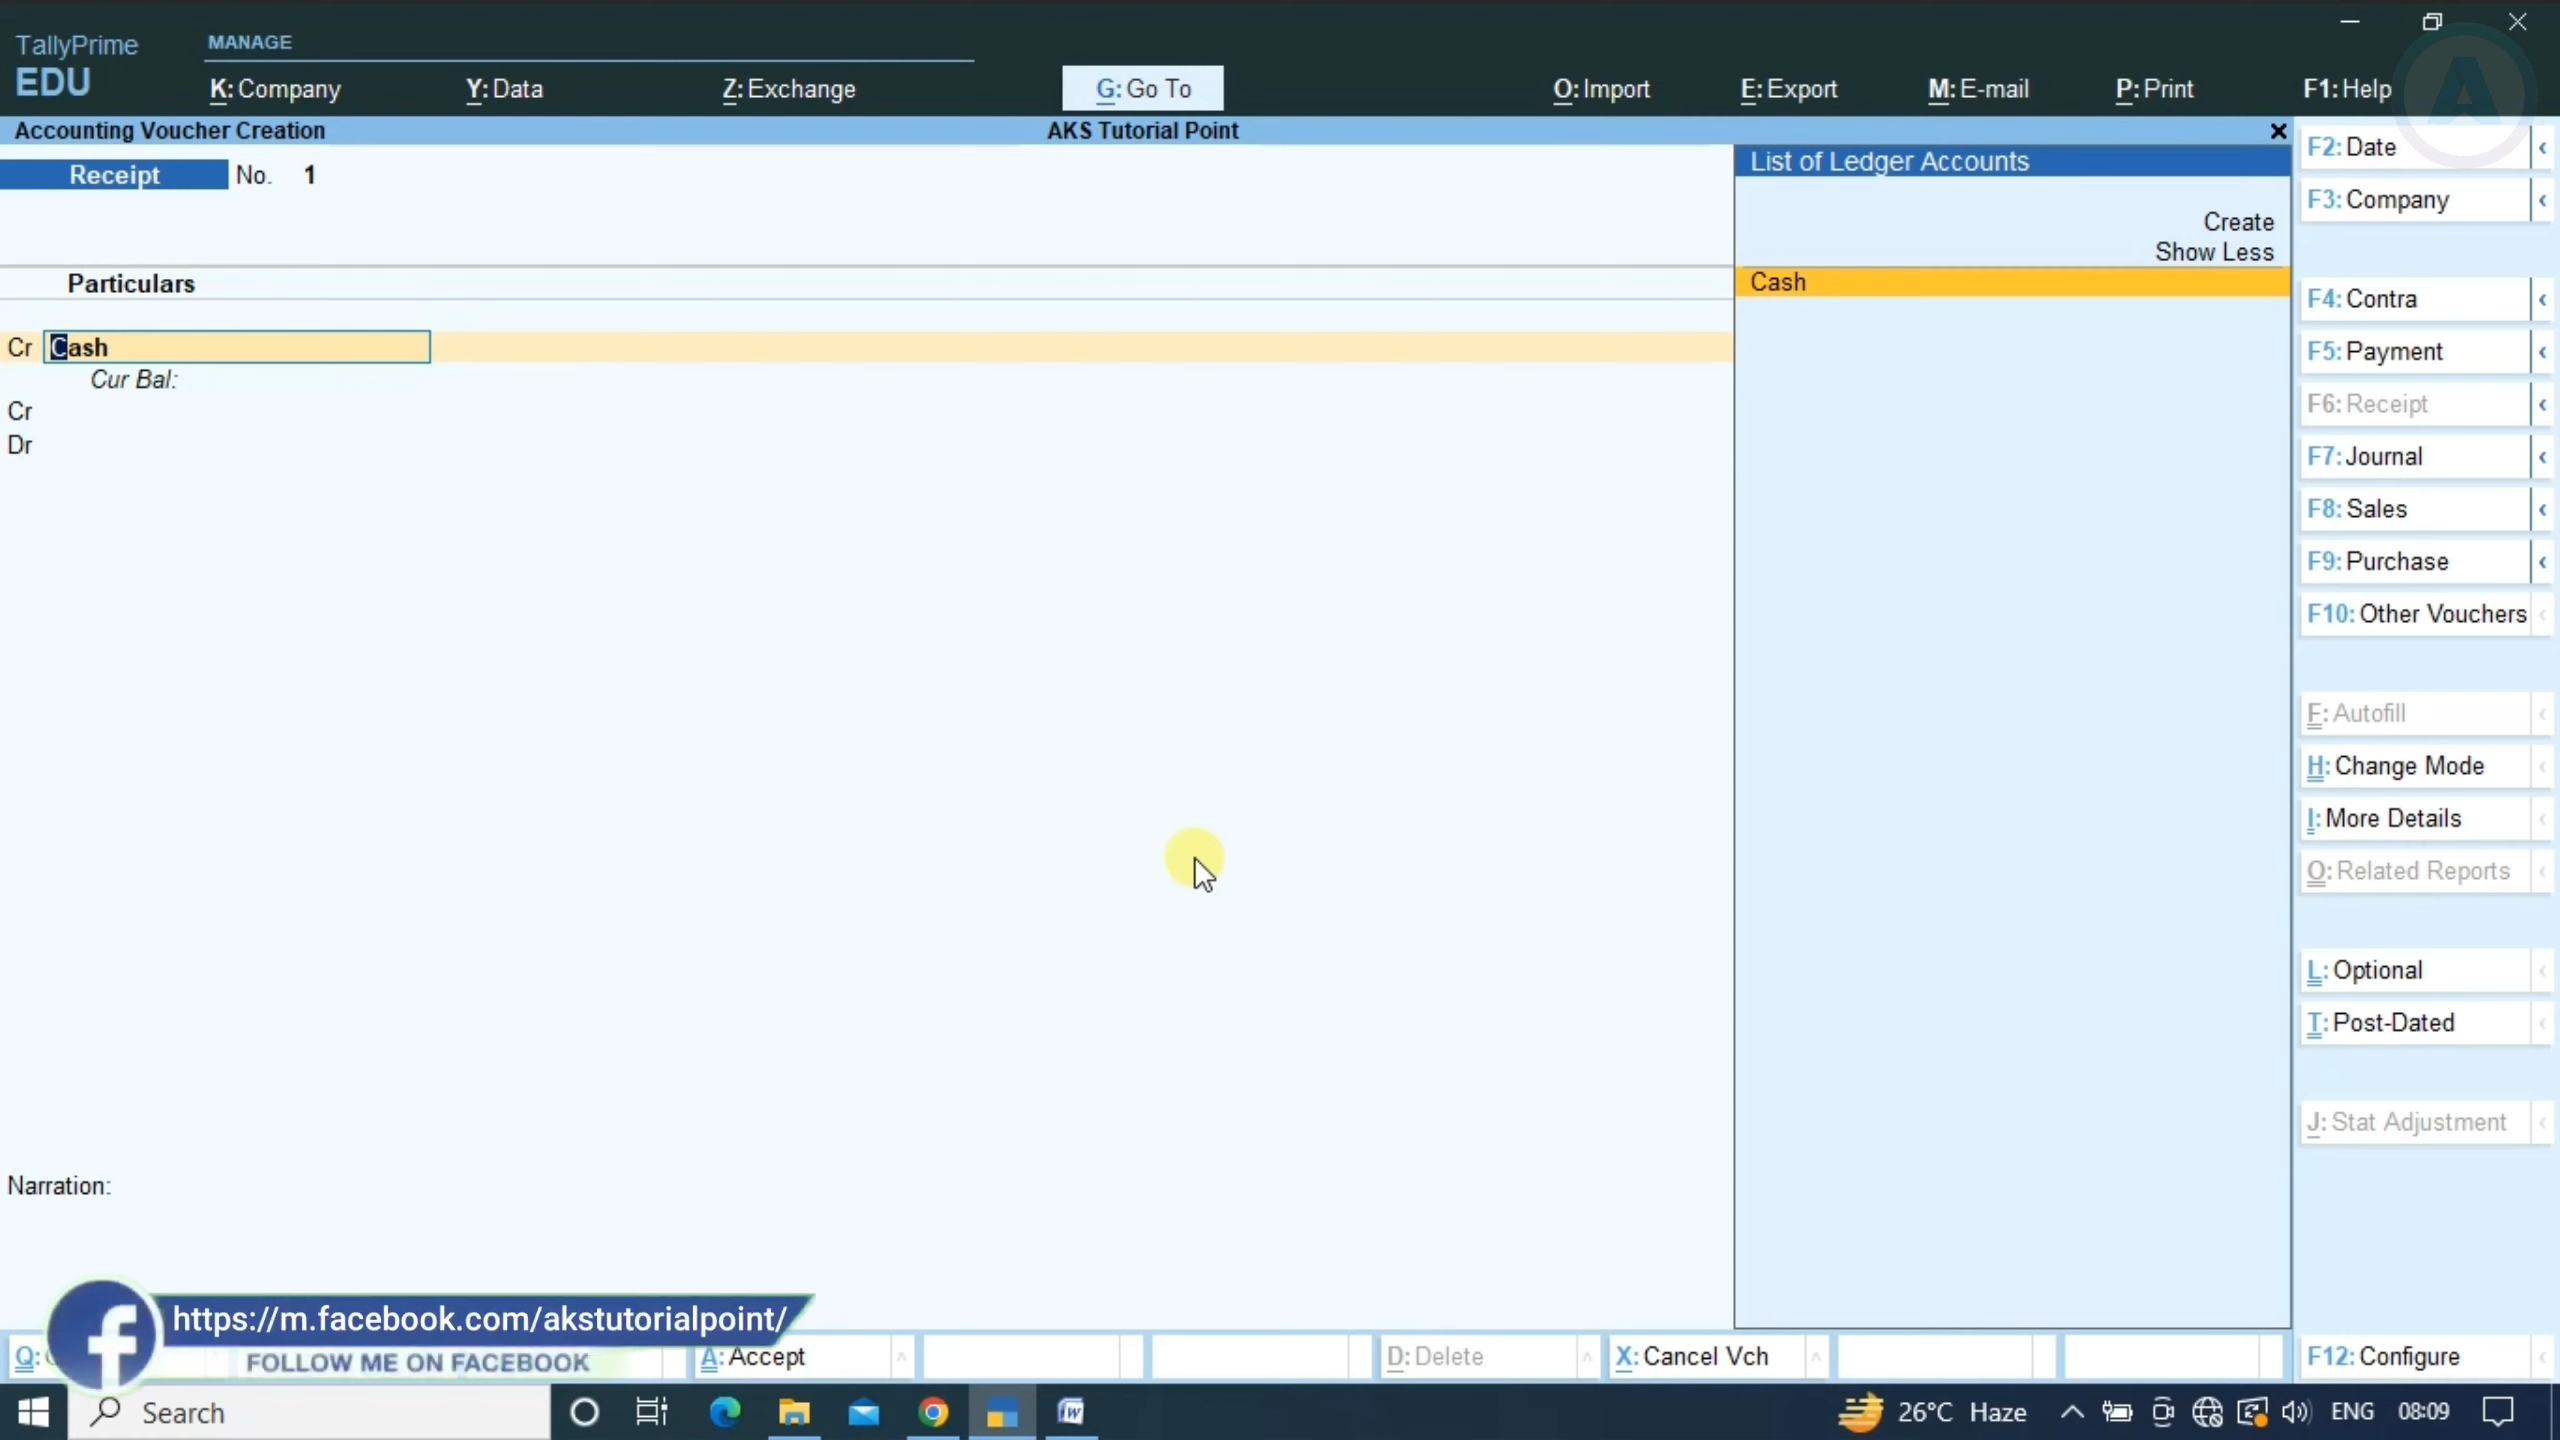 TallyPrime
EDU
MANAGE
K: Company
Y: Data
Z: Exchange
G: Go To
O: Import
E: Export
M: E-mail
P: Print
F1: Help
Accounting Voucher Creation
AKS Tutorial Point
Receipt No. 1
Particulars
Cr Cash
Cur Bal:
Cr
Dr
Narration:
List of Ledger Accounts
Create
Show Less
Cash
F2: Date
F3: Company
F4: Contra
F5: Payment
F6: Receipt
F7: Journal
F8: Sales
F9: Purchase
F10: Other Vouchers
F: Autofill
H: Change Mode
I: More Details
O: Related Reports
L: Optional
T: Post-Dated
J: Stat Adjustment
F12: Configure
https://m.facebook.com/akstutorialpoint/
FOLLOW ME ON FACEBOOK
Q:
A: Accept
D: Delete
X: Cancel Vch
Search
26°C Haze
ENG
08:09